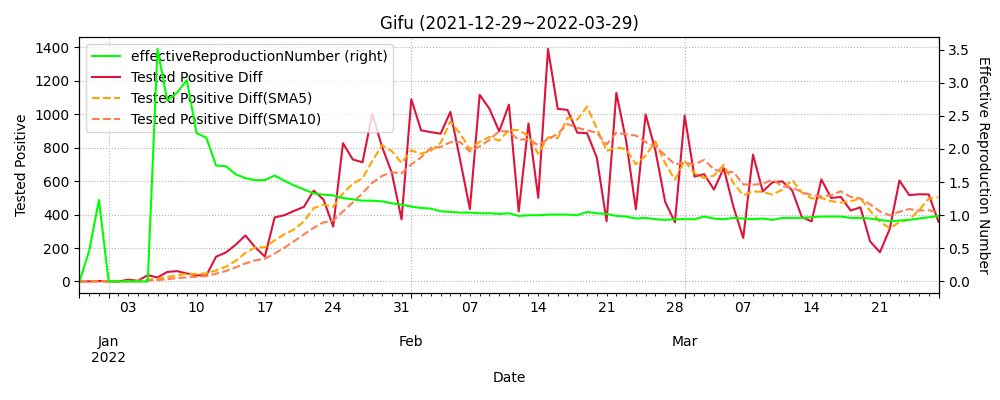 Gifu (2021-12-29~2022-03-29)
effectiveReproductionNumber (right)
Tested Positive Diff
Tested Positive Diff(SMA5)
Tested Positive Diff(SMA10)
Tested Positive
1400
1200
1000
800
600
400
200
0
3.5
3.0
2.5
2.0
1.5
1.0
0.5
0.0
Effective Reproduction Number
03 10 17 24 31 07 14 21 28 07 14 21
Jan Feb Mar
2022
Date